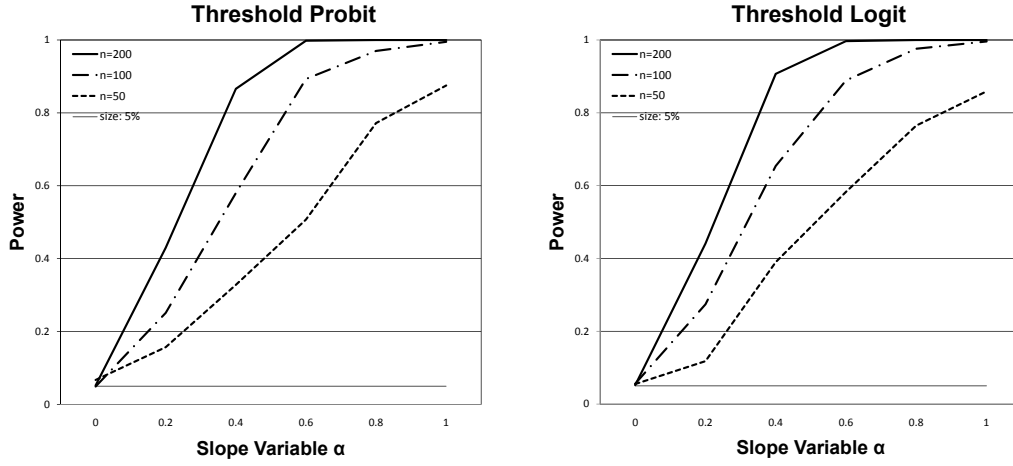 Threshold Probit
1
0.8
0.6
0.4
0.2
0
n=200
n=100
n=50
size: 5%
Power
0 0.2 0.4 0.6 0.8 1
Slope Variable α
Threshold Logit
1
0.8
0.6
0.4
0.2
0
n=200
n=100
n=50
size: 5%
Power
0 0.2 0.4 0.6 0.8 1
Slope Variable α